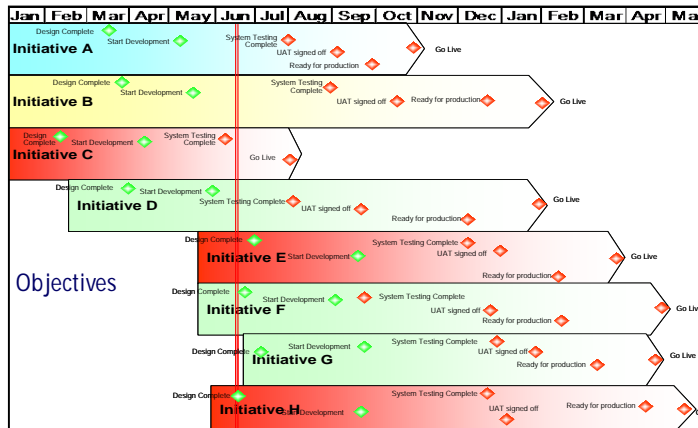 Jan Feb Mar Apr May Jun Jul Aug Sep Oct Nov Dec Jan Feb Mar Apr
Design Complete
Start Development
System Testing
Complete
UAT signed off
Ready for production
Go Live
Initiative A
Design Complete
Start Development
System Testing
Complete
UAT signed off
Ready for production
Go Live
Initiative B
Design
Complete
Start Development
System Testing
Complete
Go Live
Initiative C
Design Complete
Start Development
System Testing Complete
UAT signed off
Ready for production
Go Live
Initiative D
Design Complete
Start Development
System Testing Complete
UAT signed off
Ready for production
Go Live
Initiative E
Objectives
Design Complete
Start Development
System Testing Complete
UAT signed off
Ready for production
Go Live
Initiative F
Design Complete
Start Development
System Testing Complete
UAT signed off
Ready for production
Go Liv
Initiative G
Design Complete
Start Development
System Testing Complete
UAT signed off
Ready for production
Initiative H